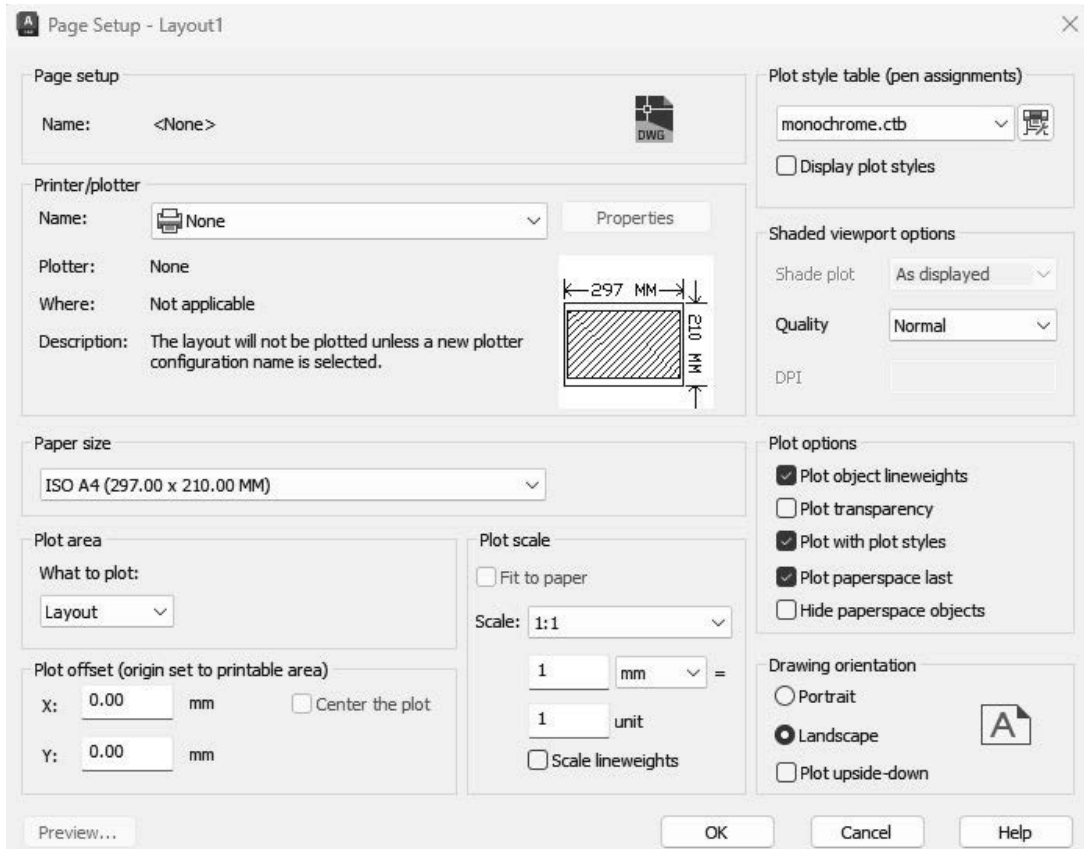 Page Setup - Layout1
Page setup
Name: <None>
DWG
Printer/plotter
Name: None Properties
Plotter: None
Where: Not applicable
Description: The layout will not be plotted unless a new plotter
configuration name is selected.
297 MM
210 MM
Paper size
ISO A4 (297.00 x 210.00 MM)
Plot area
What to plot:
Layout
Plot offset (origin set to printable area)
X: 0.00 mm Center the plot
Y: 0.00 mm
Plot scale
Fit to paper
Scale: 1:1
1 mm =
1 unit
Scale lineweights
Plot style table (pen assignments)
monochrome.ctb
Display plot styles
Shaded viewport options
Shade plot As displayed
Quality Normal
DPI
Plot options
Plot object lineweights
Plot transparency
Plot with plot styles
Plot paperspace last
Hide paperspace objects
Drawing orientation
Portrait
Landscape
Plot upside-down
A
Preview... OK Cancel Help